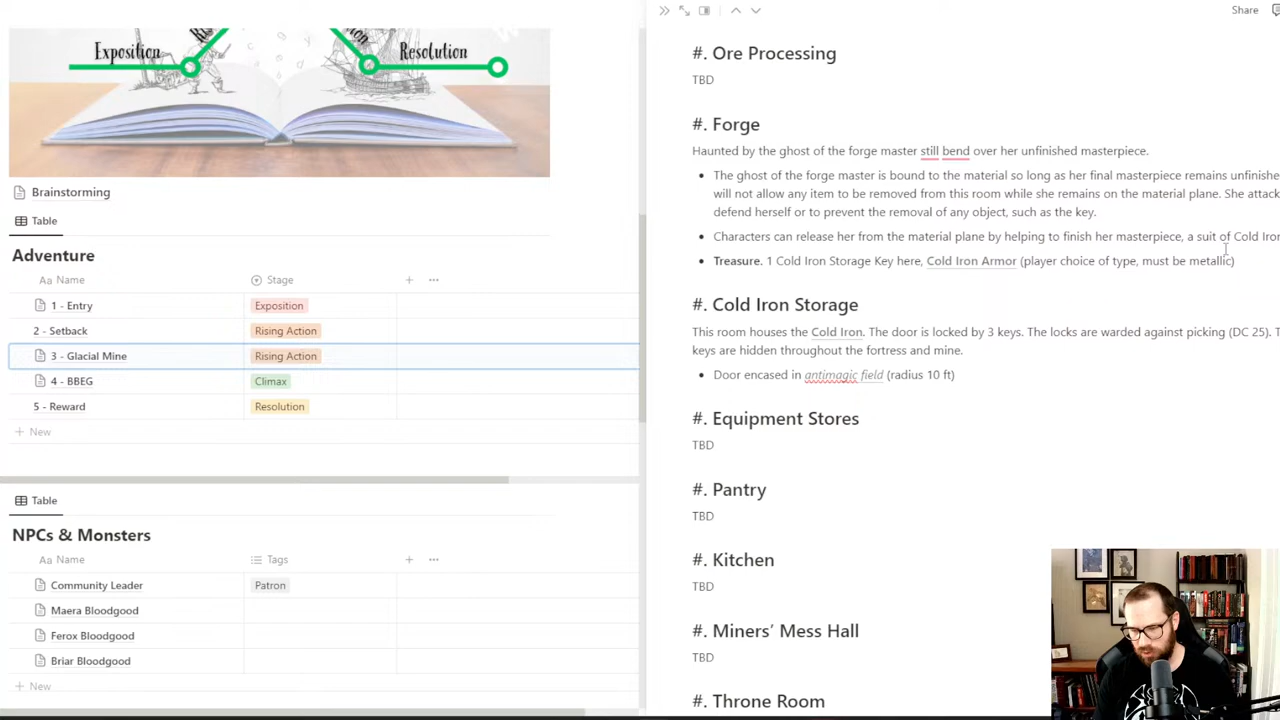 Exposition
Resolution
Brainstorming
Table
Adventure
Aa Name
Stage
1 - Entry
Exposition
2 - Setback
Rising Action
3 - Glacial Mine
Rising Action
4 - BBEG
Climax
5 - Reward
Resolution
+ New
Table
NPCs & Monsters
Aa Name
Tags
Community Leader
Patron
Maera Bloodgood
Ferox Bloodgood
Briar Bloodgood
+ New
Share
#. Ore Processing
TBD
#. Forge
Haunted by the ghost of the forge master still bend over her unfinished masterpiece.
• The ghost of the forge master is bound to the material so long as her final masterpiece remains unfinishe
will not allow any item to be removed from this room while she remains on the material plane. She attack
defend herself or to prevent the removal of any object, such as the key.
• Characters can release her from the material plane by helping to finish her masterpiece, a suit of Cold Iron
• Treasure. 1 Cold Iron Storage Key here, Cold Iron Armor (player choice of type, must be metallic)
#. Cold Iron Storage
This room houses the Cold Iron. The door is locked by 3 keys. The locks are warded against picking (DC 25). T
keys are hidden throughout the fortress and mine.
• Door encased in antimagic field (radius 10 ft)
#. Equipment Stores
TBD
#. Pantry
TBD
#. Kitchen
TBD
#. Miners’ Mess Hall
TBD
#. Throne Room